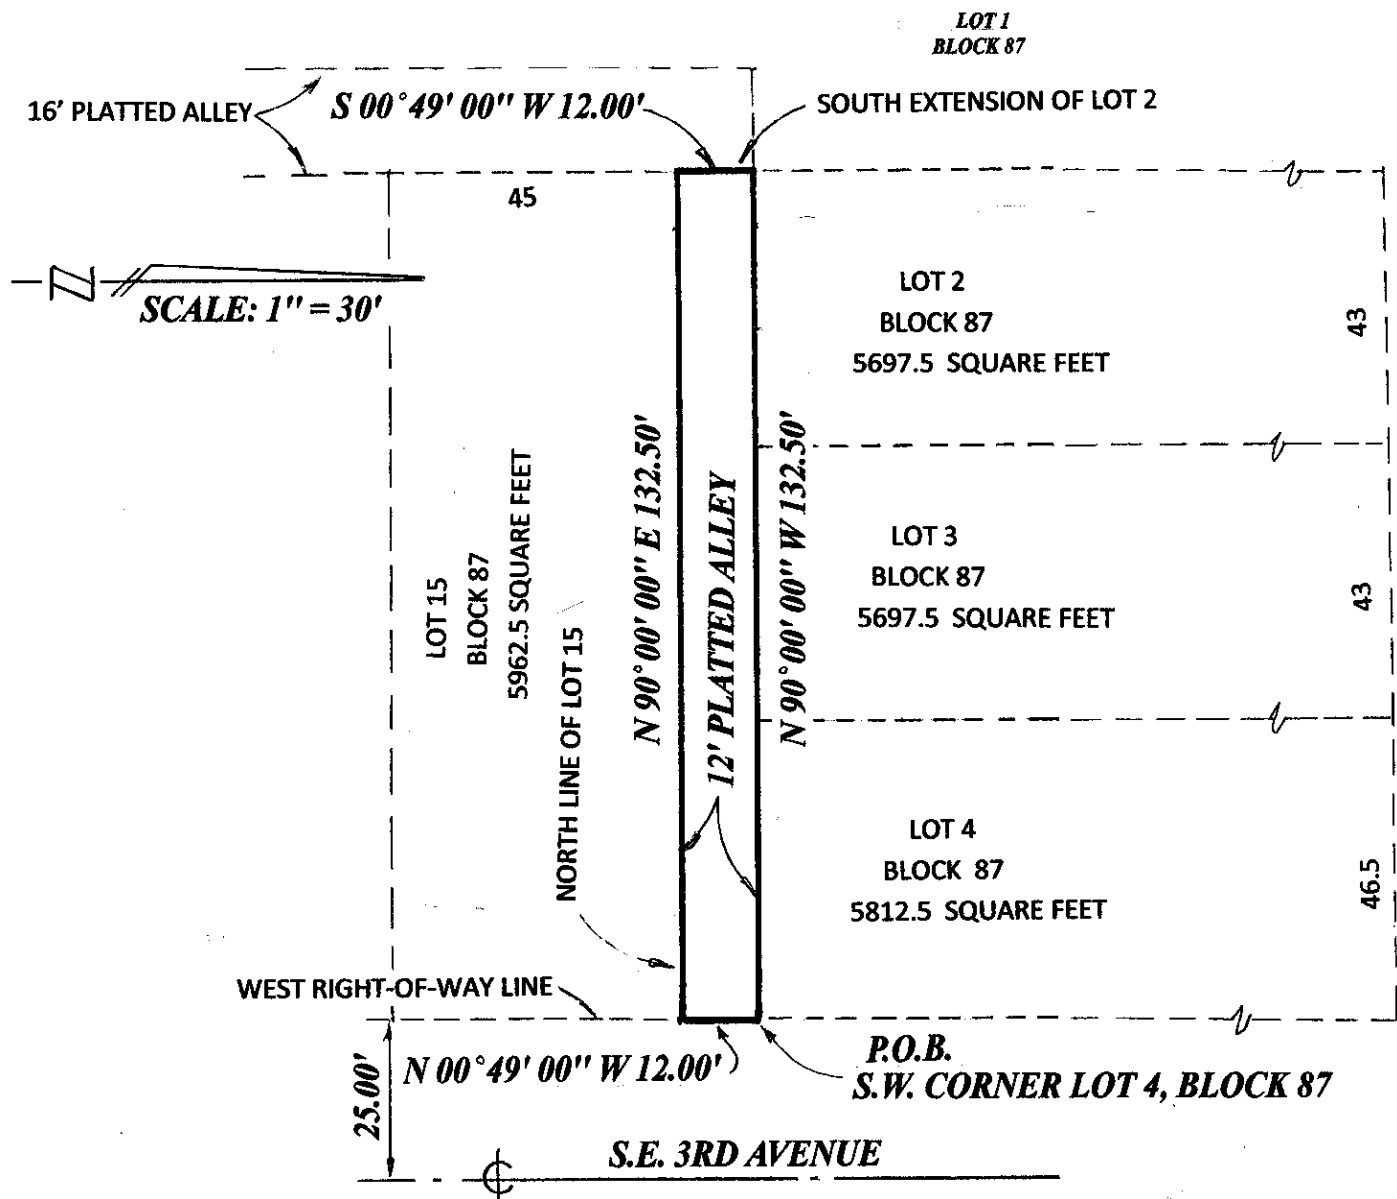 LOT 1
BLOCK 87
16' PLATTED ALLEY
S 00°49' 00" W 12.00'
SOUTH EXTENSION OF LOT 2
45
N
SCALE: 1" = 30'
LOT 2
BLOCK 87
5697.5 SQUARE FEET
43
LOT 15
BLOCK 87
5962.5 SQUARE FEET
NORTH LINE OF LOT 15
N 90°00' 00" E 132.50'
12' PLATTED ALLEY
N 90°00' 00" W 132.50'
LOT 3
BLOCK 87
5697.5 SQUARE FEET
43
LOT 4
BLOCK 87
5812.5 SQUARE FEET
46.5
WEST RIGHT-OF-WAY LINE
25.00'
N 00°49' 00" W 12.00'
P.O.B.
S.W. CORNER LOT 4, BLOCK 87
S.E. 3RD AVENUE